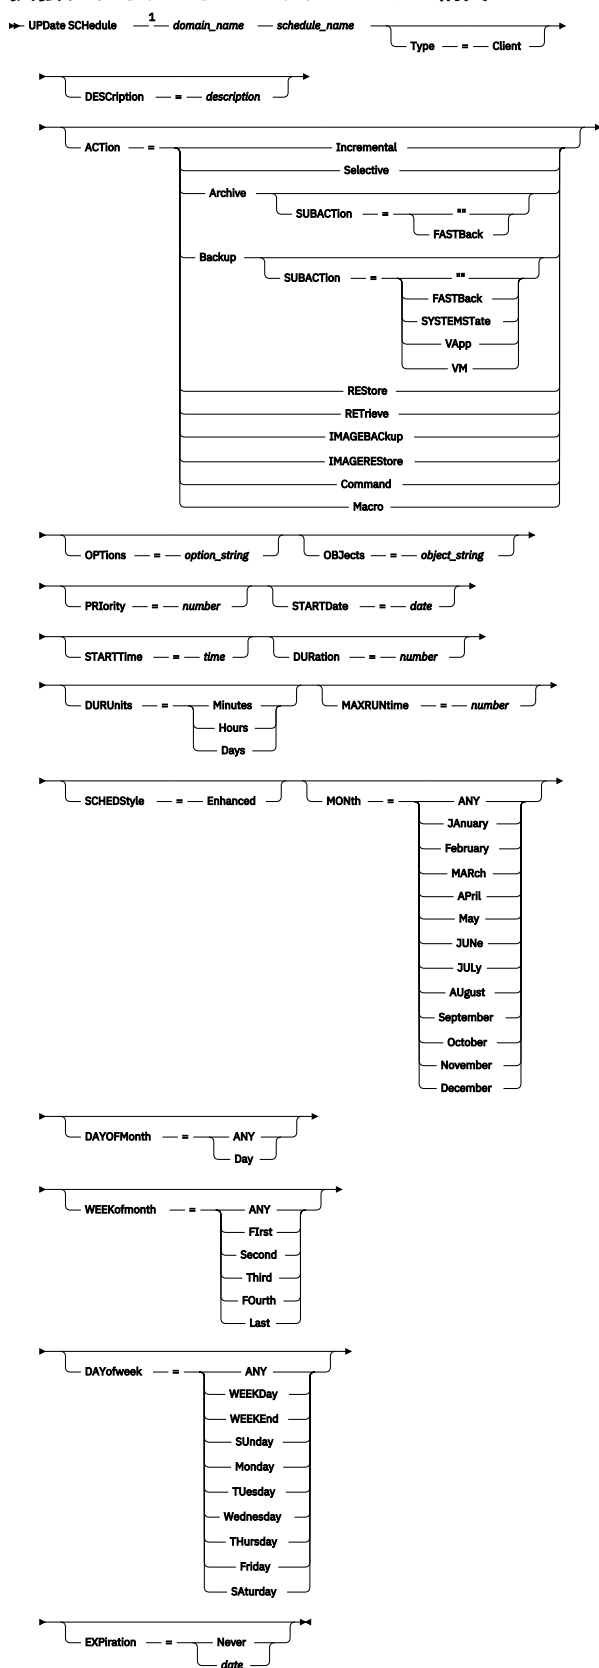 1
UPDate SCHedule domain_name schedule_name
Type = Client
DESCription = description
ACTion = Incremental
Selective
Archive
SUBACTion = ""
FASTBack
Backup
SUBACTion = ""
FASTBack
SYSTEMSTate
VApp
VM
REStore
RETrieve
IMAGEBACkup
IMAGEREStore
Command
Macro
OPTions = option_string OBJects = object_string
PRIority = number STARTDate = date
STARTTime = time DURation = number
DURUnits = Minutes
Hours
Days
MAXRUNtime = number
SCHEDStyle = Enhanced MONth = ANY
JAnuary
February
MARch
APril
May
JUNe
JULy
AUgust
September
October
November
December
DAYOFMonth = ANY
Day
WEEKofmonth = ANY
FIrst
Second
Third
FOurth
Last
DAYofweek = ANY
WEEKDay
WEEKEnd
SUnday
Monday
TUesday
Wednesday
THursday
Friday
SAturday
EXPiration = Never
date